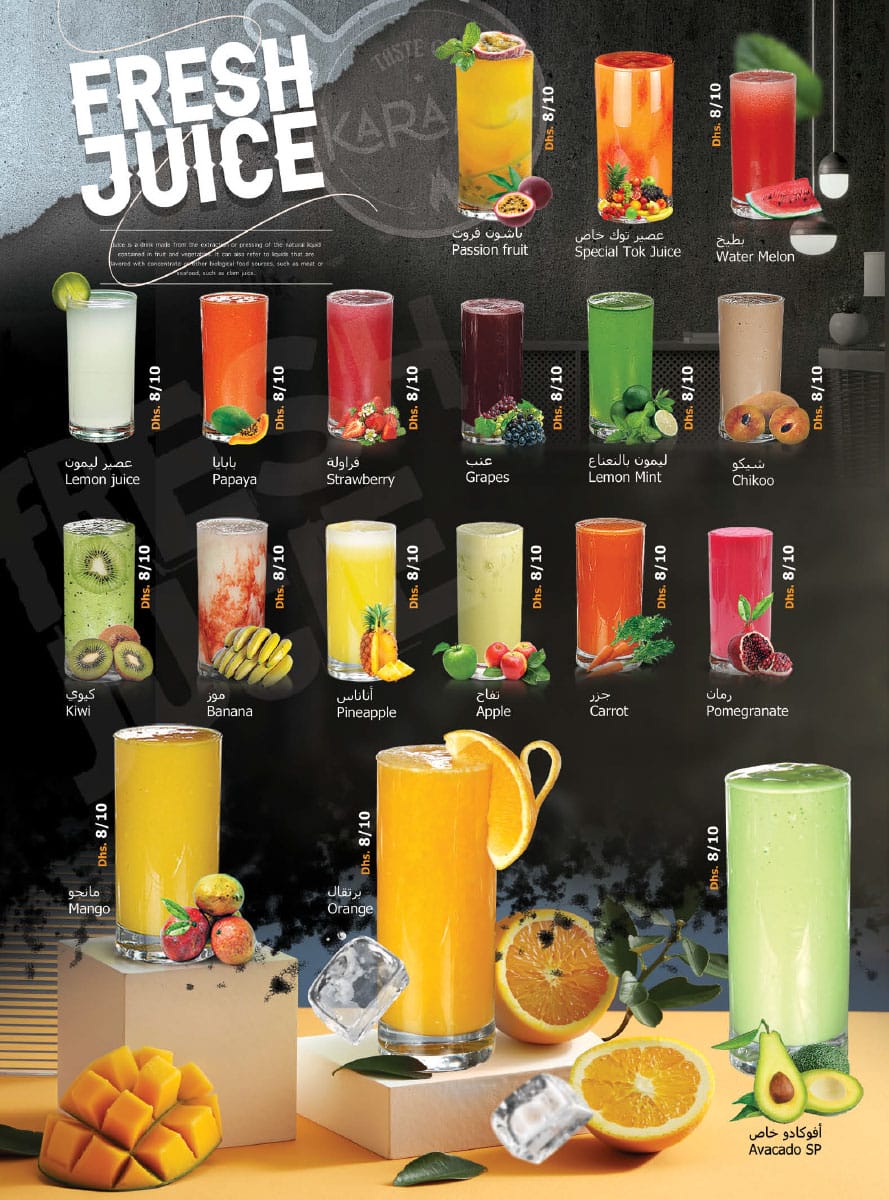 FRESH
JUICE
TASTE O
KARA
Juice is a drink made from the extraction or pressing of the natural liquid
contained in fruit and vegetables. It can also refer to liquids that are
flavored with concentrate or other biological food sources, such as meat or
seafood, such as clam juice.
Dhs. 8/10
باشون فروت
Passion fruit
عصير توك خاص
Special Tok Juice
Dhs. 8/10
بطيخ
Water Melon
Dhs. 8/10
عصير ليمون
Lemon juice
Dhs. 8/10
بابايا
Papaya
Dhs. 8/10
فراولة
Strawberry
Dhs. 8/10
عنب
Grapes
Dhs. 8/10
ليمون بالنعناع
Lemon Mint
Dhs. 8/10
شيكو
Chikoo
Dhs. 8/10
كيوي
Kiwi
Dhs. 8/10
موز
Banana
Dhs. 8/10
أناناس
Pineapple
Dhs. 8/10
تفاح
Apple
Dhs. 8/10
جزر
Carrot
Dhs. 8/10
رمان
Pomegranate
Dhs. 8/10
مانجو
Mango
Dhs. 8/10
برتقال
Orange
Dhs. 8/10
أفوكادو خاص
Avacado SP
FRESH
JUICE